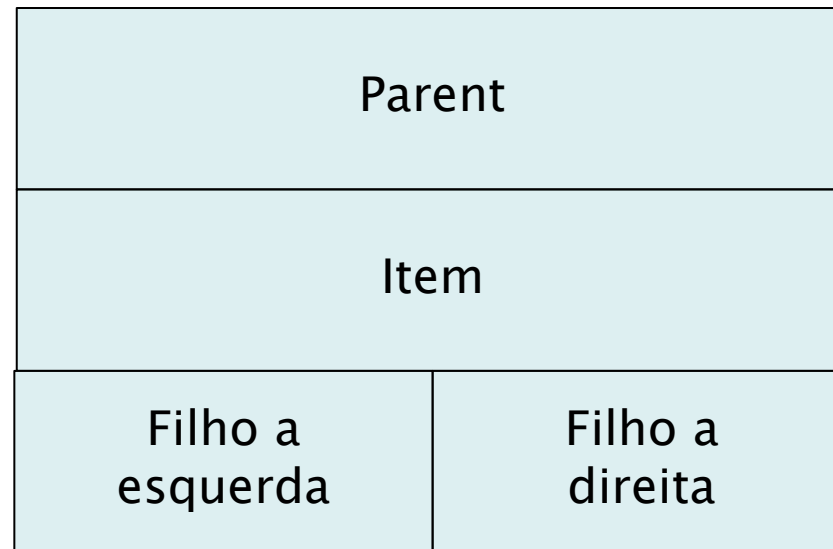 Parent
Item
Filho a
esquerda
Filho a
direita